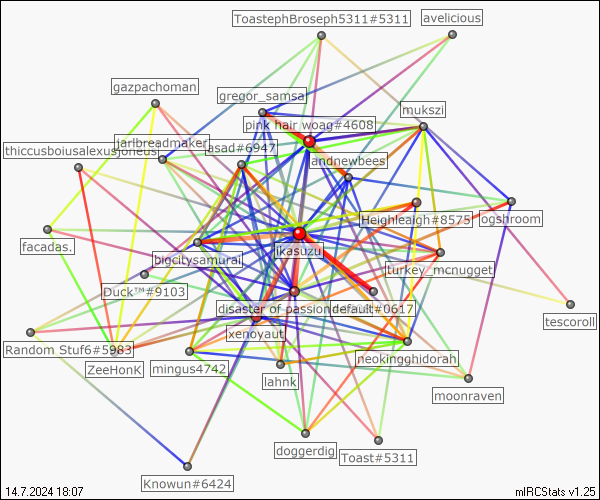 ToastephBroseph5311#5311
avelicious
gazpachoman
gregor_samsa
mukszi
pink hair woag#4608
jarlbreadmaker
asad#6947
thiccusboiusalexusjoneus
andnewbees
Heighleaigh#8575
ogshroom
facadas.
bigcitysamurai
ikasuzu
turkey_mcnugget
Duck™#9103
disaster of passion
default#0617
tescoroll
xenoyaut
Random Stuf6#5983
ZeeHonK
mingus4742
neokingghidorah
lahnk
moonraven
doggerdig
Toast#5311
Knowun#6424
14.7.2024 18:07
mIRCStats v1.25